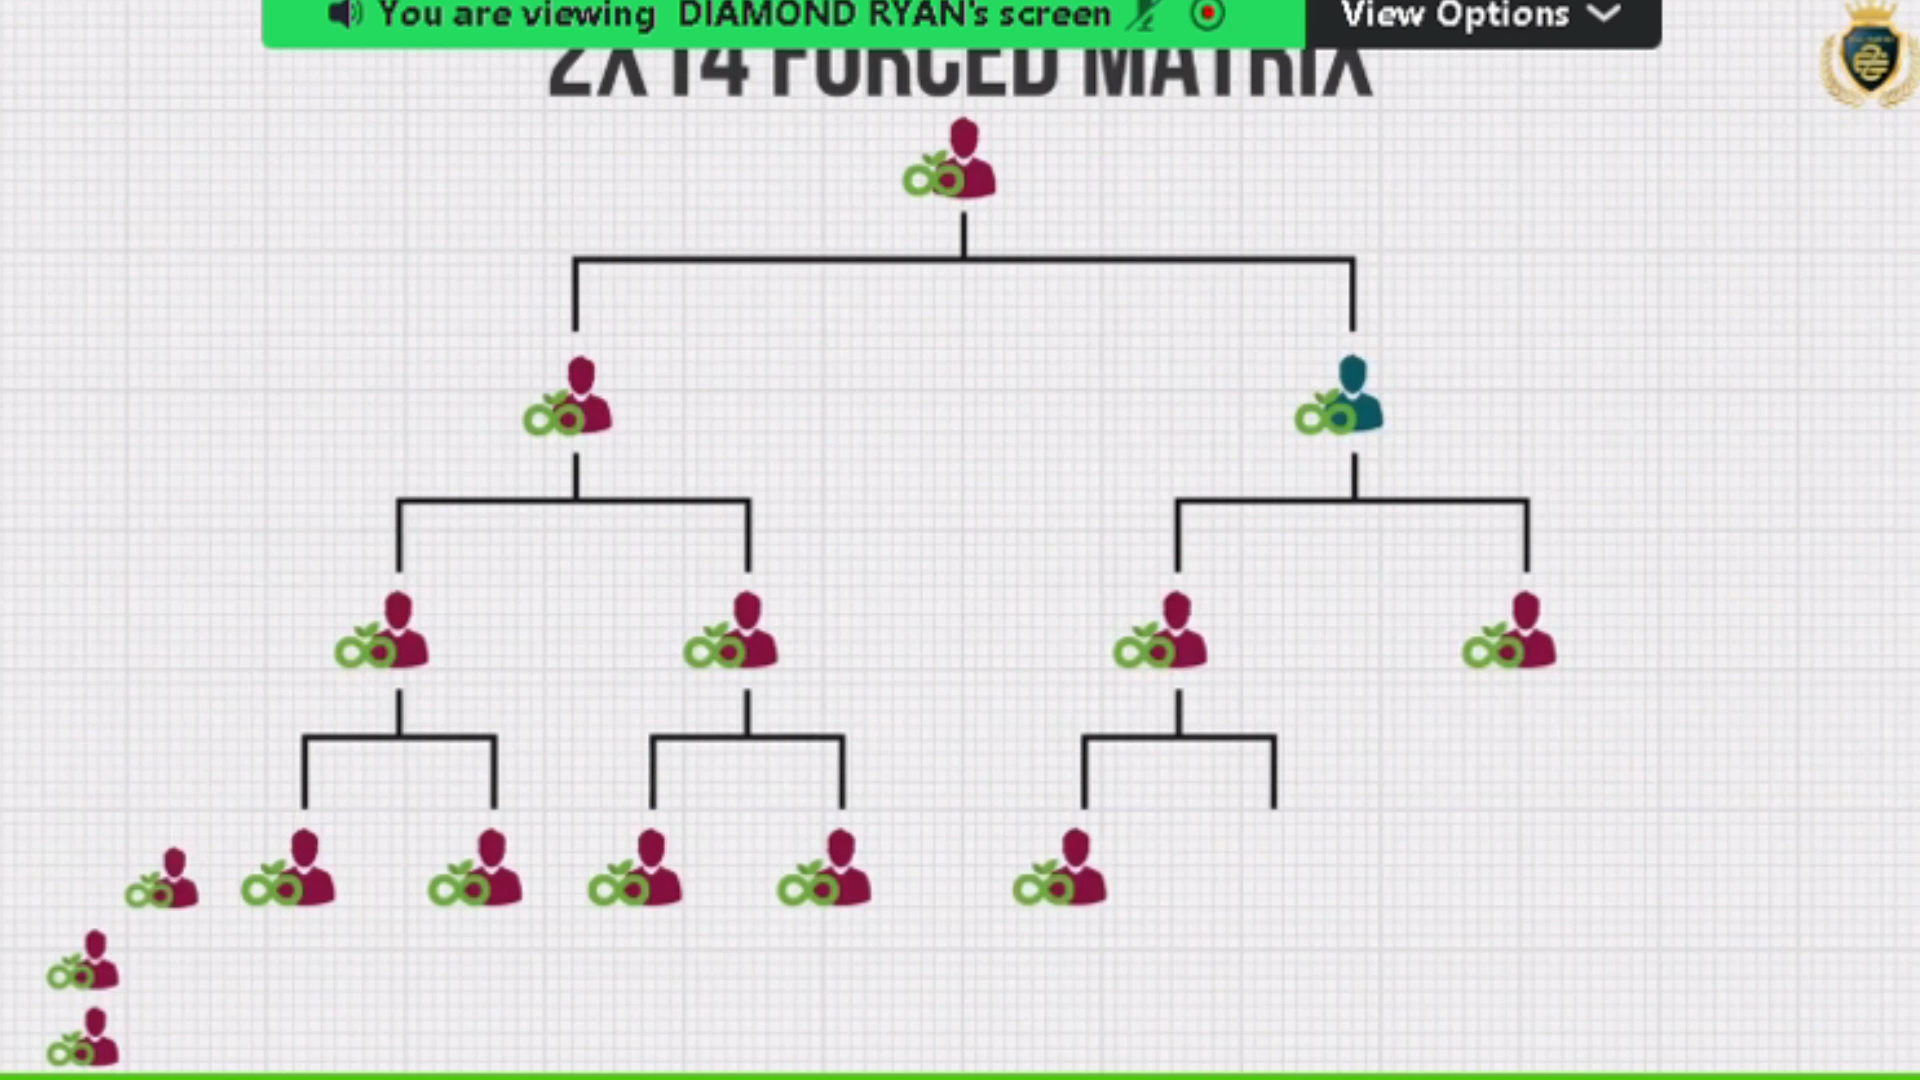 You are viewing DIAMOND RYAN's screen
View Options
2X14 FORCED MATRIX